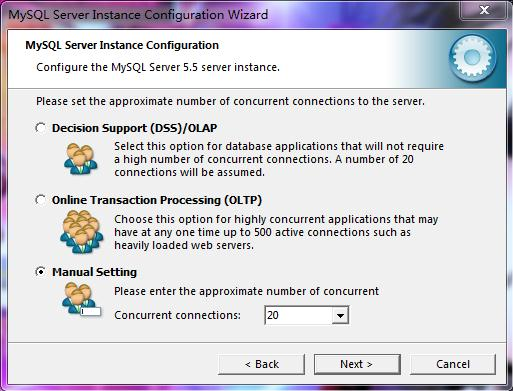 MySQL Server Instance Configuration Wizard
MySQL Server Instance Configuration
Configure the MySQL Server 5.5 server instance.
Please set the approximate number of concurrent connections to the server.
Decision Support (DSS)/OLAP
Select this option for database applications that will not require
a high number of concurrent connections. A number of 20
connections will be assumed.
Online Transaction Processing (OLTP)
Choose this option for highly concurrent applications that may
have at any one time up to 500 active connections such as
heavily loaded web servers.
Manual Setting
Please enter the approximate number of concurrent
Concurrent connections: 20
< Back Next > Cancel